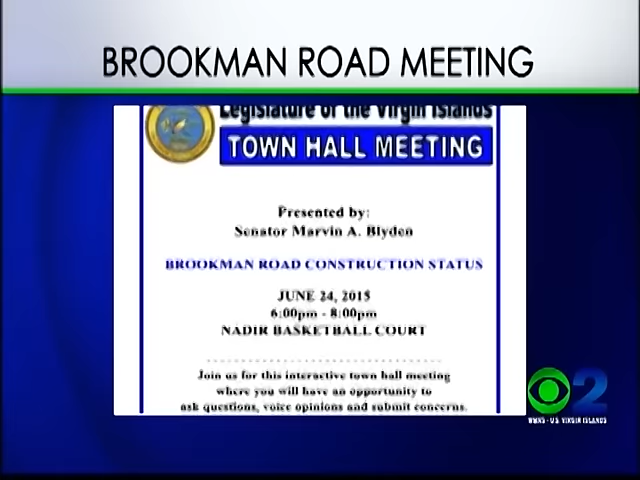 BROOKMAN ROAD MEETING
Legislature of the Virgin Islands
TOWN HALL MEETING
Presented by:
Senator Marvin A. Blyden
BROOKMAN ROAD CONSTRUCTION STATUS
JUNE 24, 2015
6:00pm - 8:00pm
NADIR BASKETBALL COURT
Join us for this interactive town hall meeting
where you will have an opportunity to
ask questions, voice opinions and submit concerns.
2
WMNS - U.S. VIRGIN ISLANDS